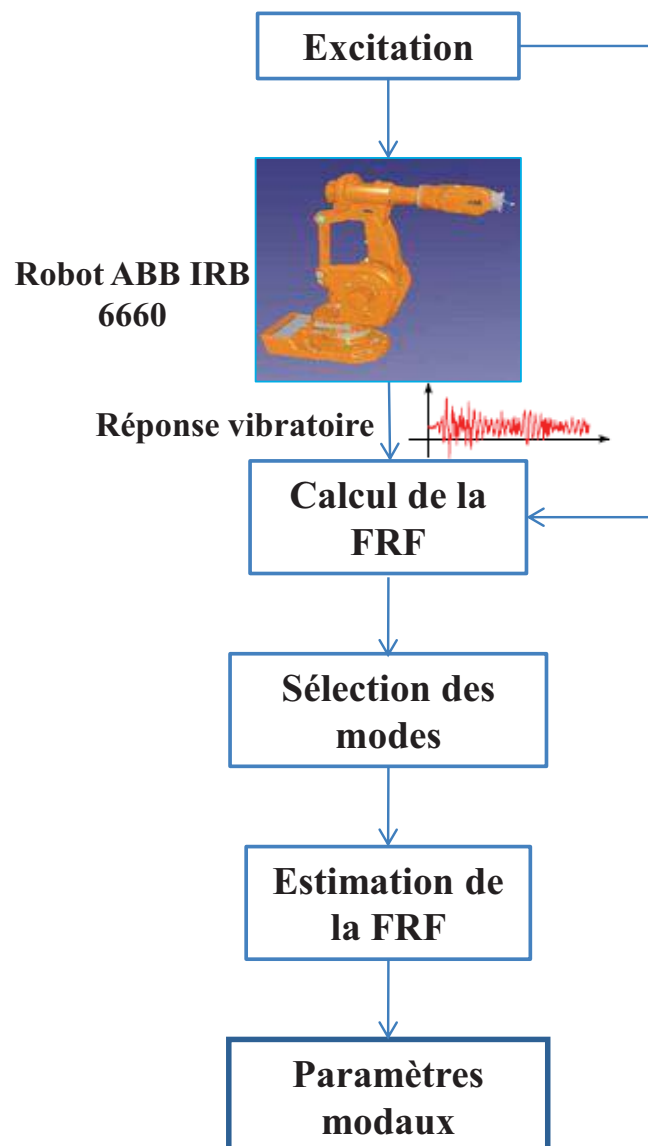 Excitation
Robot ABB IRB
6660
Réponse vibratoire
Calcul de la
FRF
Sélection des
modes
Estimation de
la FRF
Paramètres
modaux